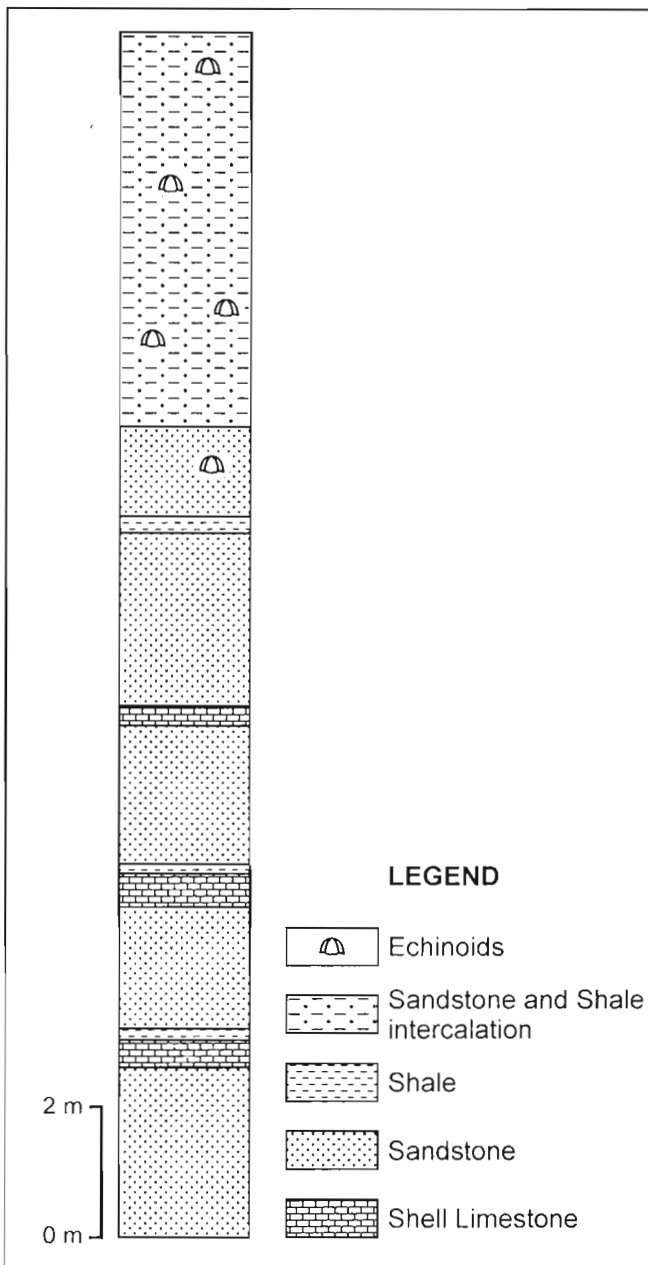 LEGEND
Echinoids
Sandstone and Shale
intercalation
Shale
Sandstone
Shell Limestone
2 m
0 m